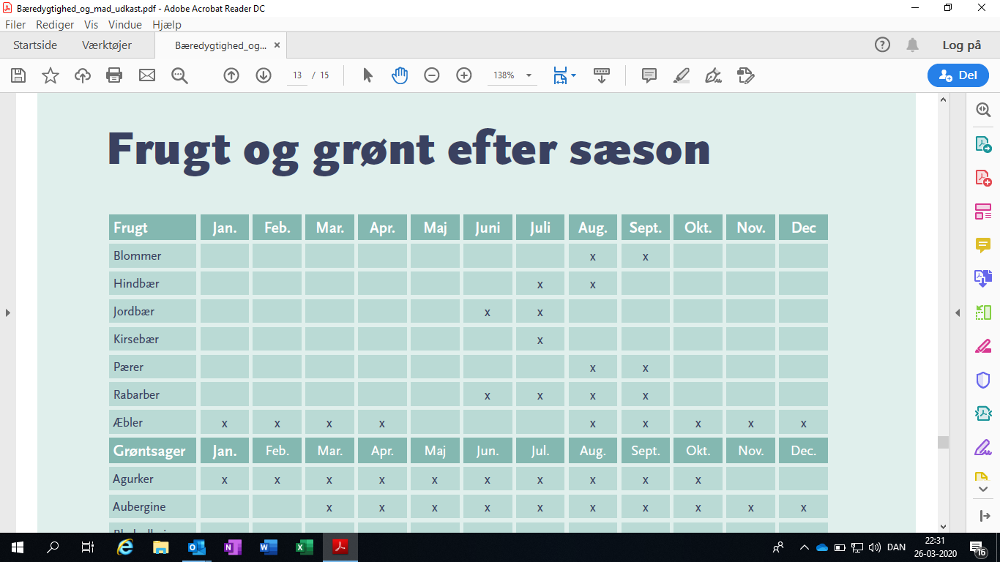 Bæredygtighed_og_mad_udkast.pdf - Adobe Acrobat Reader DC
Filer Rediger Vis Vindue Hjælp
Startside Værktøjer Bæredygtighed_og... × Log på
13 / 15 138% Del
Frugt og grønt efter sæson
Frugt Jan. Feb. Mar. Apr. Maj Juni Juli Aug. Sept. Okt. Nov. Dec
Blommer x x
Hindbær x x
Jordbær x x
Kirsebær x
Pærer x x
Rabarber x x x x
Æbler x x x x x x x x x
Grøntsager Jan. Feb. Mar. Apr. Maj Jun. Jul. Aug. Sept. Okt. Nov. Dec.
Agurker x x x x x x x x x x
Aubergine x x x x x x x x x x
DAN 22:31
26-03-2020 16